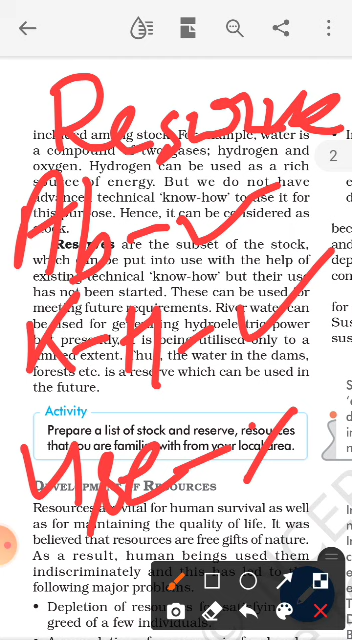 Reserve
included among stock. For example, water is
a compound of two gases; hydrogen and
oxygen. Hydrogen can be used as a rich
source of energy. But we do not have
advanced technical 'know-how' to use it for
this purpose. Hence, it can be considered as
stock.
Ab-✓
Reserves are the subset of the stock,
which can be put into use with the help of
existing technical 'know-how' but their use
has not been started. These can be used for
meeting future requirements. River water can
be used for generating hydroelectric power
but presently, it is being utilised only to a
limited extent. Thus, the water in the dams,
forests etc. is a reserve which can be used in
the future.
K-H-✓
Activity
Prepare a list of stock and reserve, resources
that you are familiar with from your local area.
Use-
DEVELOPMENT OF RESOURCES
Resources are vital for human survival as well
as for maintaining the quality of life. It was
believed that resources are free gifts of nature.
As a result, human beings used them
indiscriminately and this has led to the
following major problems.
• Depletion of resources for satisfying the
greed of a few individuals.
2